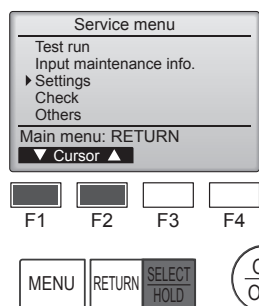 Service menu
Test run
Input maintenance info.
Settings
Check
Others
Main menu: RETURN
▼ Cursor ▲
F1 F2 F3 F4
MENU RETURN SELECT
HOLD